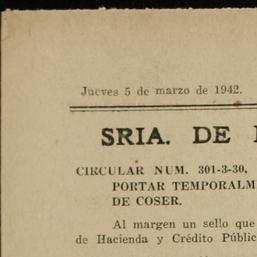 Jueves 5 de marzo de 1942.
SRIA. DE
CIRCULAR NUM. 301-3-30,
PORTAR TEMPORALM
DE COSER.
Al margen un sello que
de Hacienda y Crédito Públic